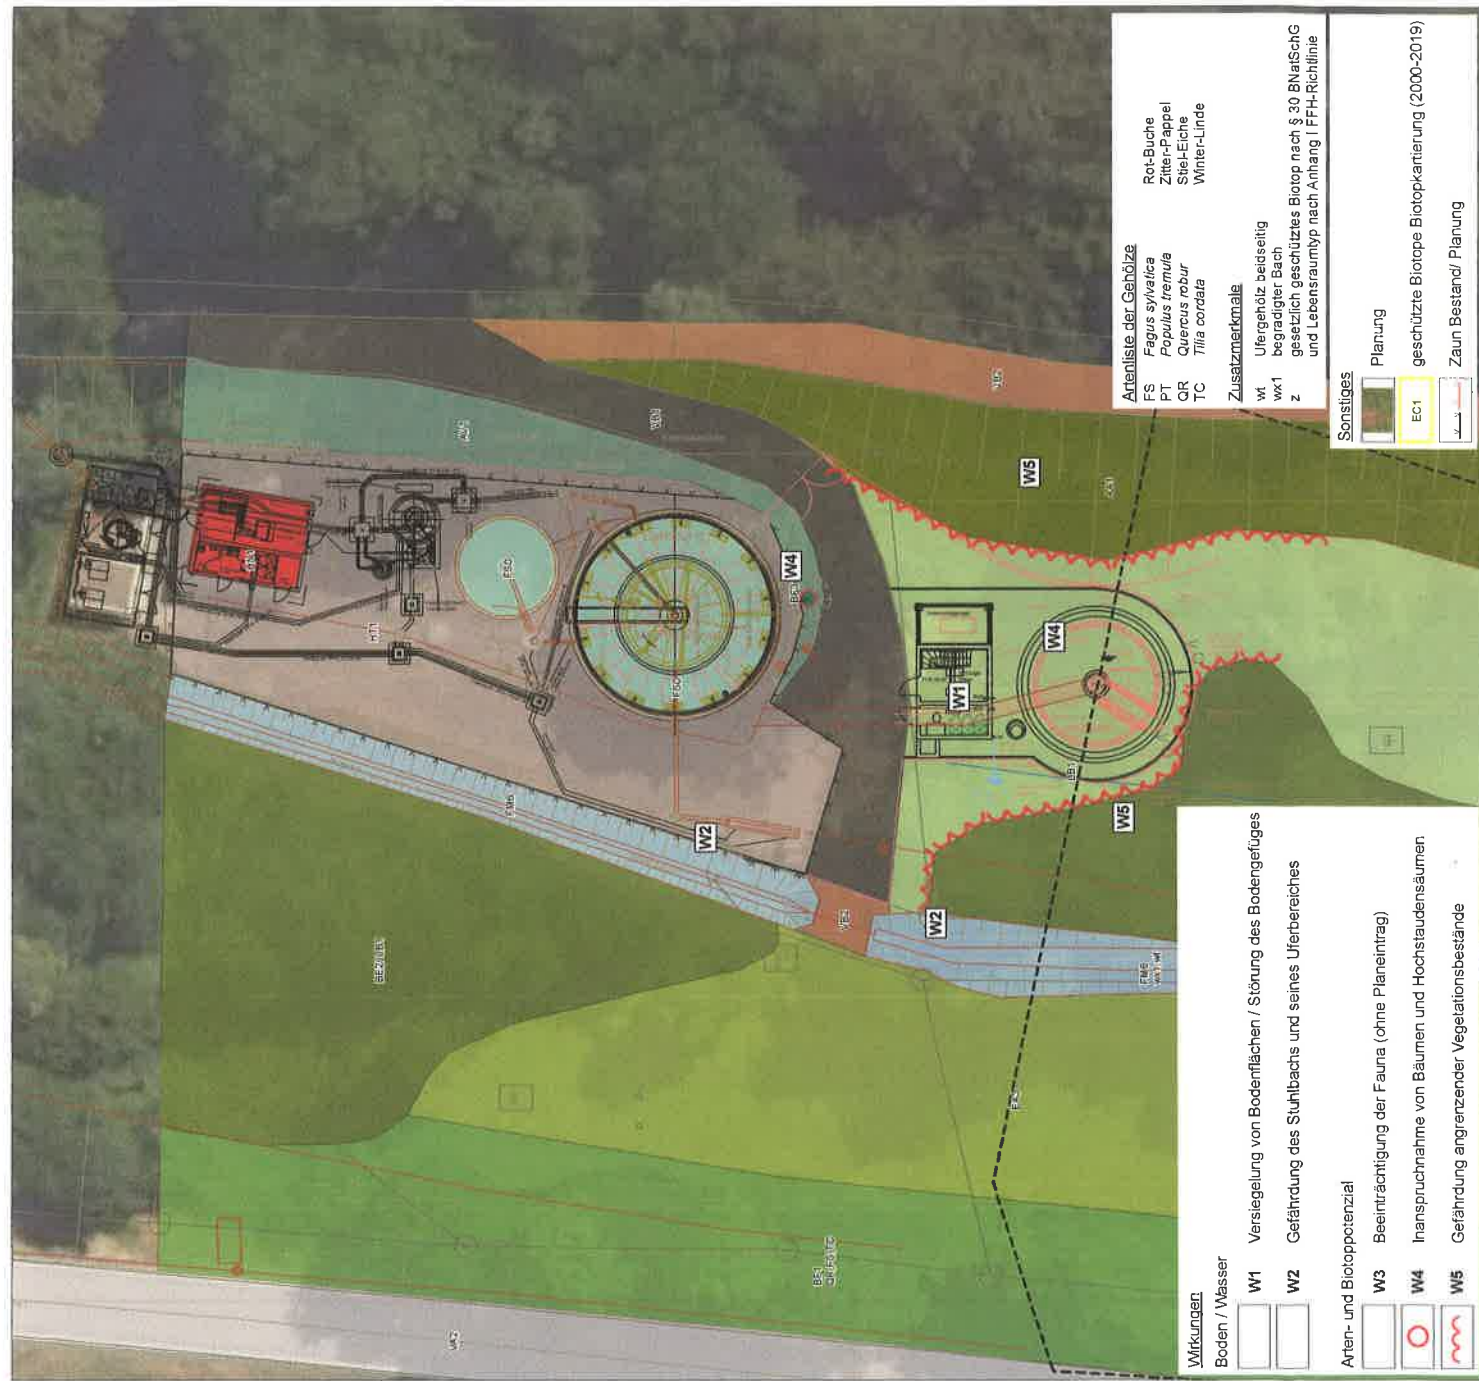 Wirkungen
Boden / Wasser
W1 Versiegelung von Bodenflächen / Störung des Bodengefüges
W2 Gefährdung des Stuhlbachs und seines Uferbereiches
Arten- und Biotoppotenzial
W3 Beeinträchtigung der Fauna (ohne Planeintrag)
W4 Inanspruchnahme von Bäumen und Hochstaudensäumen
W5 Gefährdung angrenzender Vegetationsbestände
Artenliste der Gehölze
FS Fagus sylvatica Rot-Buche
PT Populus tremula Zitter-Pappel
QR Quercus robur Stiel-Eiche
TC Tilia cordata Winter-Linde
Zusatzmerkmale
wf Ufergehölz beidseitig
wx1 begradigter Bach
z gesetzlich geschütztes Biotop nach § 30 BNatSchG
und Lebensraumtyp nach Anhang I FFH-Richtlinie
Sonstiges
Planung
EC1 geschützte Biotope Biotopkartierung (2000-2019)
Zaun Bestand/ Planung
W2
W2
W5
W1
W4
W4
W5
VB2
FM6
BB1